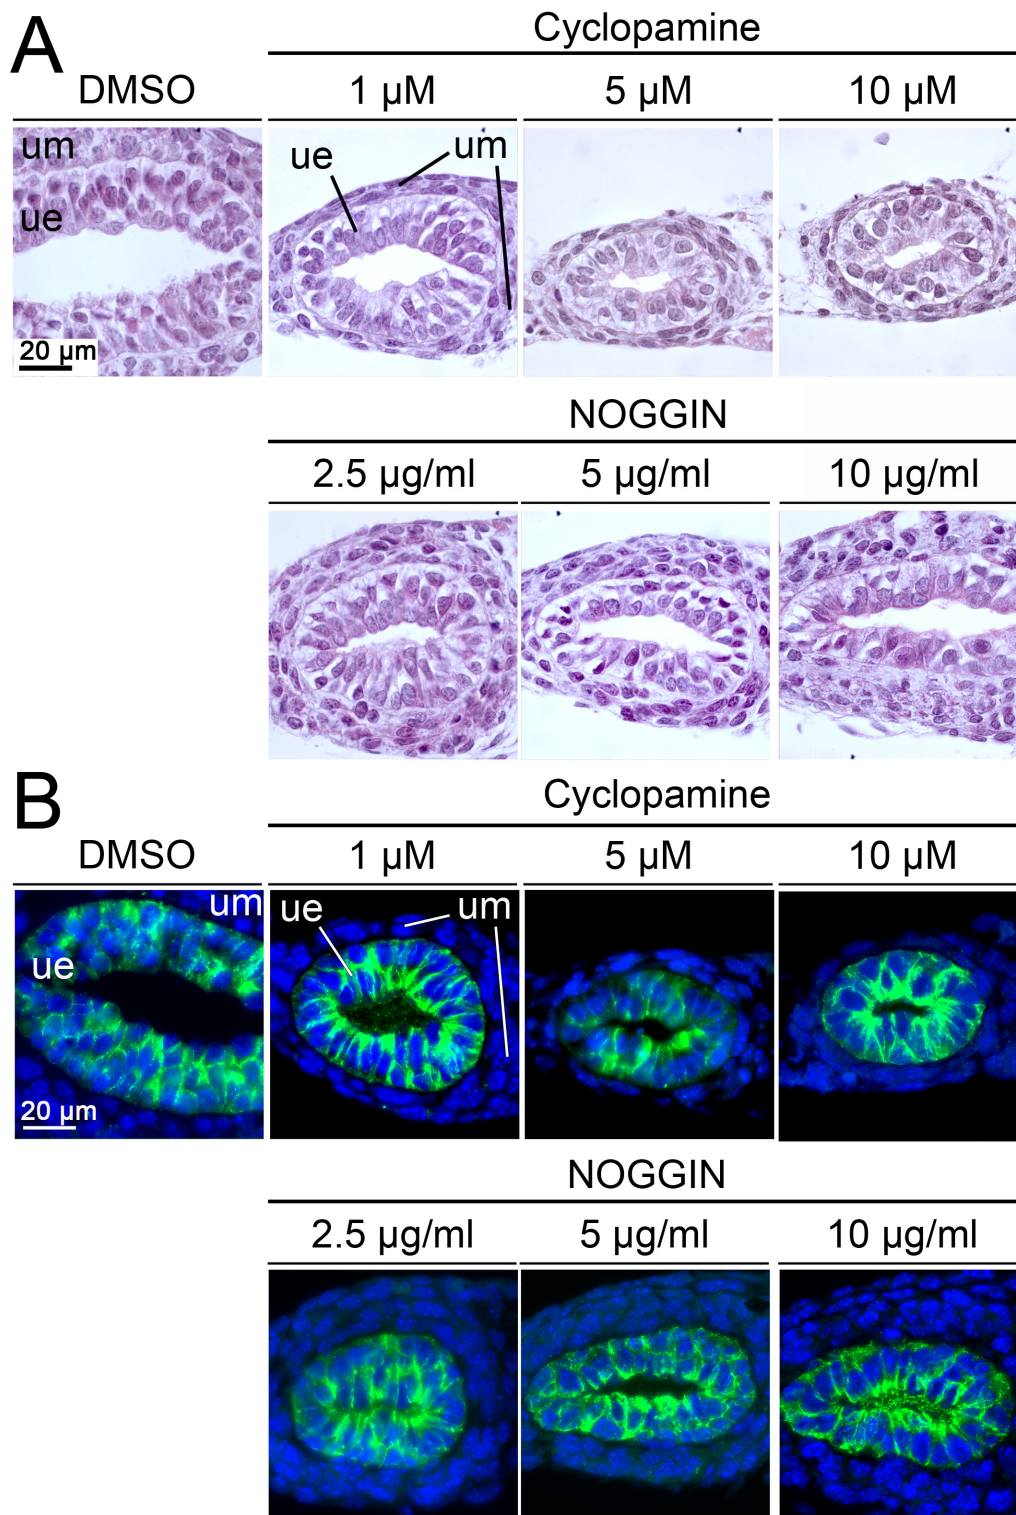 A
Cyclopamine
DMSO 1 µM 5 µM 10 µM
um
ue
ue
um
20 µm
NOGGIN
2.5 µg/ml 5 µg/ml 10 µg/ml
B
Cyclopamine
DMSO 1 µM 5 µM 10 µM
um
ue
ue
um
20 µm
NOGGIN
2.5 µg/ml 5 µg/ml 10 µg/ml